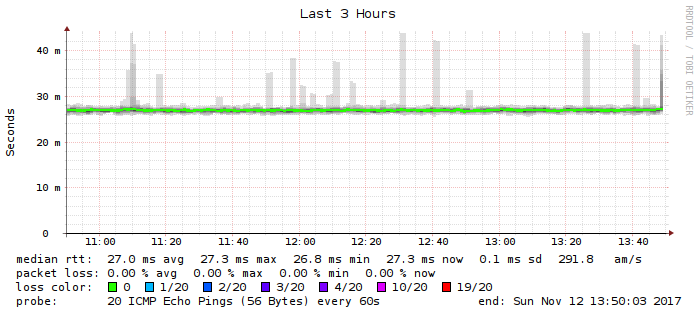 Last 3 Hours
RRDTOOL / TOBI OETIKER
Seconds
40 m
30 m
20 m
10 m
0
11:00 11:20 11:40 12:00 12:20 12:40 13:00 13:20 13:40
median rtt: 27.0 ms avg 27.3 ms max 26.8 ms min 27.3 ms now 0.1 ms sd 291.8 am/s
packet loss: 0.00 % avg 0.00 % max 0.00 % min 0.00 % now
loss color: 0 1/20 2/20 3/20 4/20 10/20 19/20
probe: 20 ICMP Echo Pings (56 Bytes) every 60s end: Sun Nov 12 13:50:03 2017